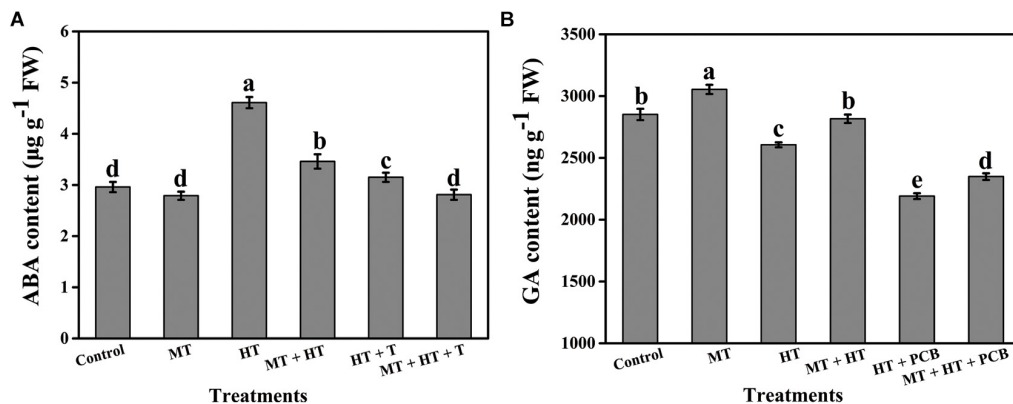 A
ABA content (µg g-1 FW)
6
5
4
3
2
1
0
d
d
a
b
c
d
Control
MT
HT
MT + HT
HT + T
MT + HT + T
Treatments
B
GA content (ng g-1 FW)
3500
3000
2500
2000
1500
1000
b
a
c
b
e
d
Control
MT
HT
MT + HT
HT + PCB
MT + HT + PCB
Treatments